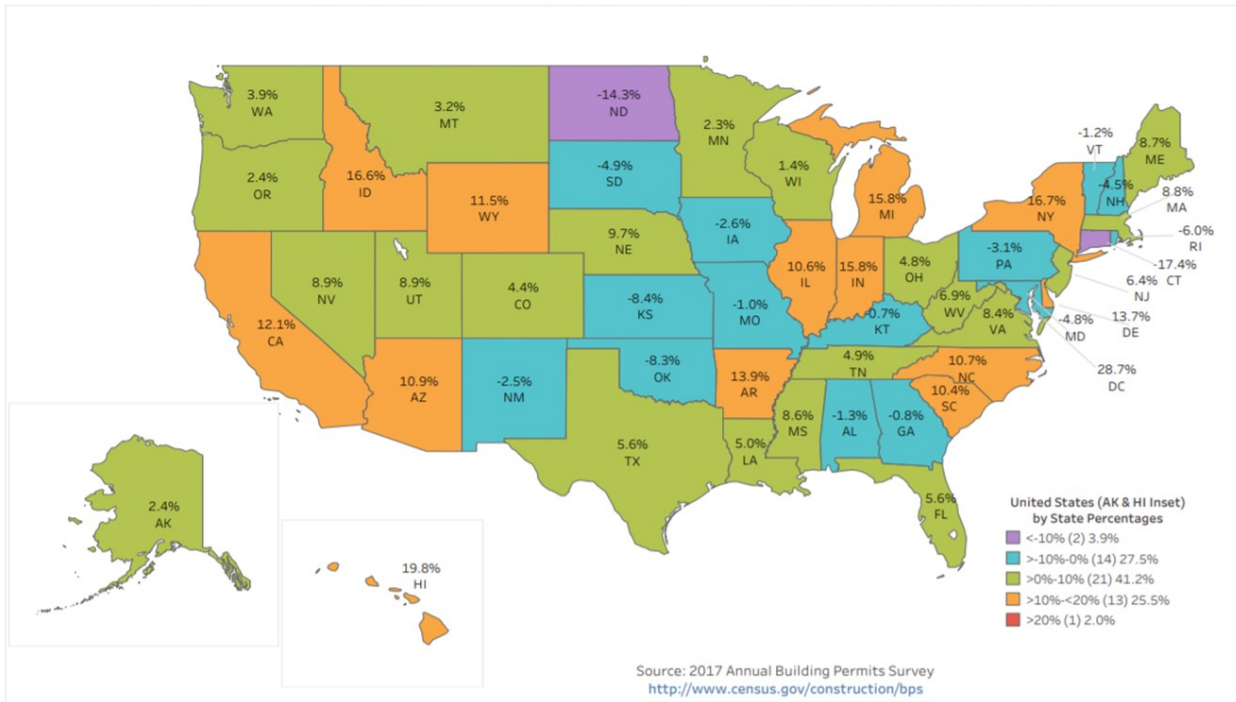 3.9%
WA
3.2%
MT
-14.3%
ND
2.3%
MN
-1.2%
VT
8.7%
ME
2.4%
OR
16.6%
ID
11.5%
WY
-4.9%
SD
1.4%
WI
15.8%
MI
16.7%
NY
-4.5%
NH
8.8%
MA
-6.0%
RI
-17.4%
CT
8.9%
NV
8.9%
UT
4.4%
CO
9.7%
NE
-2.6%
IA
10.6%
IL
15.8%
IN
4.8%
OH
-3.1%
PA
6.4%
NJ
12.1%
CA
-8.4%
KS
-1.0%
MO
-0.7%
KT
6.9%
WV
8.4%
VA
-4.8%
MD
13.7%
DE
28.7%
DC
10.9%
AZ
-2.5%
NM
-8.3%
OK
13.9%
AR
4.9%
TN
10.7%
NC
10.4%
SC
5.6%
TX
5.0%
LA
8.6%
MS
-1.3%
AL
-0.8%
GA
5.6%
FL
2.4%
AK
19.8%
HI
United States (AK & HI Inset)
by State Percentages
<-10% (2) 3.9%
>-10%-0% (14) 27.5%
>0%-10% (21) 41.2%
>10%-<20% (13) 25.5%
>20% (1) 2.0%
Source: 2017 Annual Building Permits Survey
http://www.census.gov/construction/bps